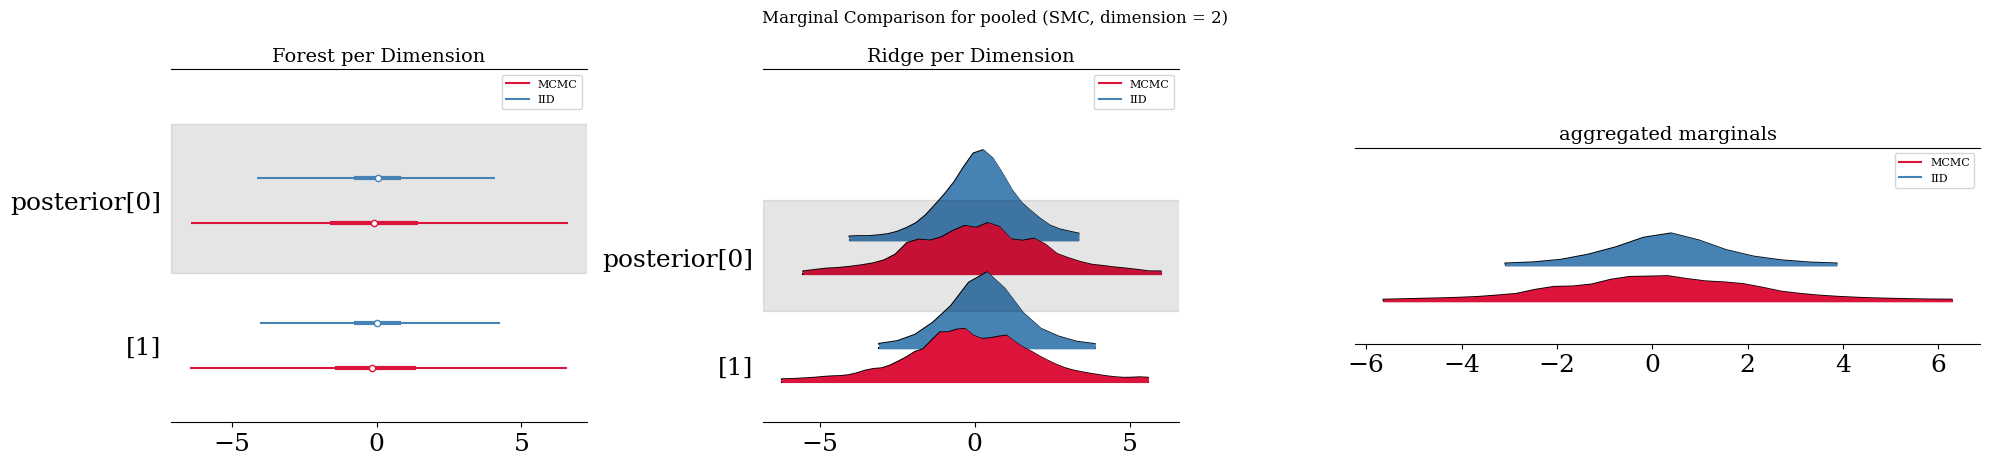 Marginal Comparison for pooled (SMC, dimension = 2)
Forest per Dimension
MCMC
IID
posterior[0]
[1]
−5 0 5
Ridge per Dimension
MCMC
IID
posterior[0]
[1]
−5 0 5
aggregated marginals
MCMC
IID
−6 −4 −2 0 2 4 6